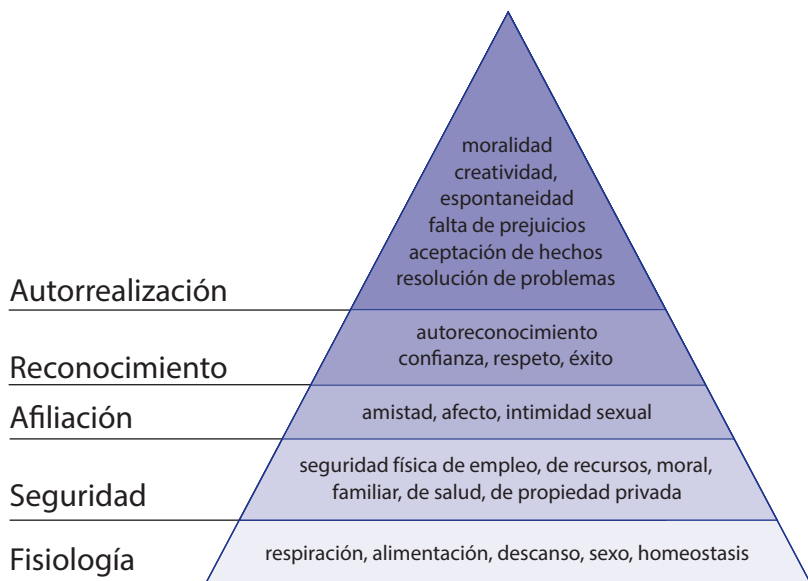 moralidad
creatividad,
espontaneidad
falta de prejuicios
aceptación de hechos
resolución de problemas
Autorrealización
autoreconocimiento
confianza, respeto, éxito
Reconocimiento
amistad, afecto, intimidad sexual
Afiliación
seguridad física de empleo, de recursos, moral,
familiar, de salud, de propiedad privada
Seguridad
respiración, alimentación, descanso, sexo, homeostasis
Fisiología